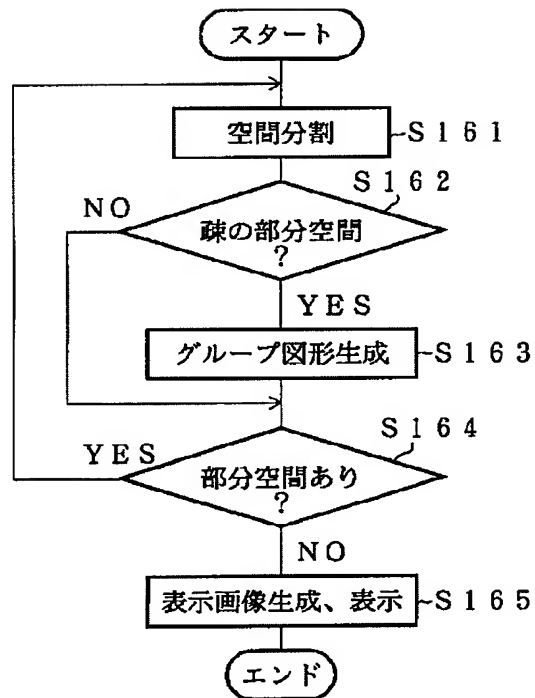 スタート
空間分割
S161
S162
NO
疎の部分空間
?
YES
グループ図形生成
S163
S164
YES
部分空間あり
?
NO
表示画像生成、表示
S165
エンド